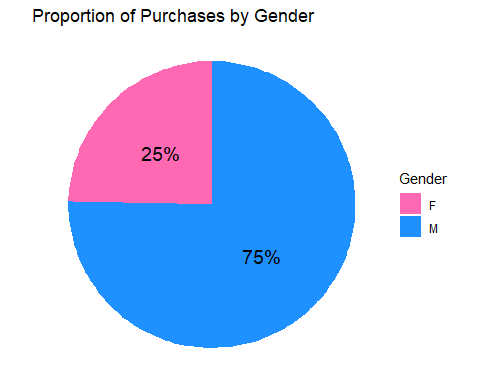 Proportion of Purchases by Gender
25%
75%
Gender
F
M